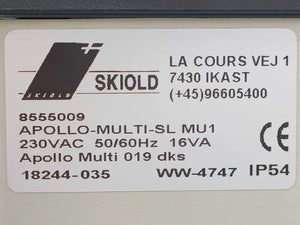 SKIOLD
SKIOLD
LA COURS VEJ 1
7430 IKAST
(+45)96605400
8555009
APOLLO-MULTI-SL MU1
230VAC 50/60Hz 16VA
Apollo Multi 019 dks
18244-035 WW-4747 IP54